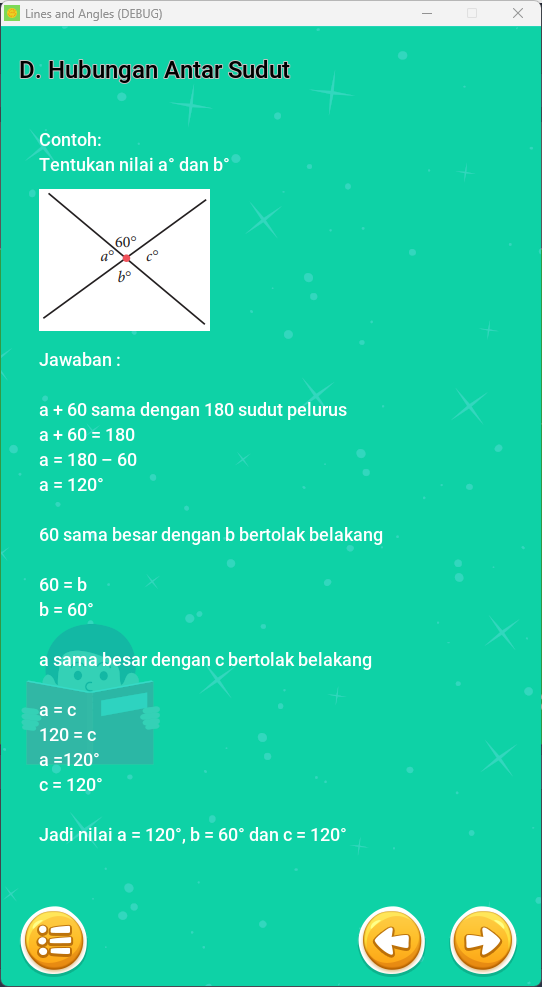 Lines and Angles (DEBUG)
D. Hubungan Antar Sudut
Contoh:
Tentukan nilai a° dan b°
60°
a° c°
b°
Jawaban :
a + 60 sama dengan 180 sudut pelurus
a + 60 = 180
a = 180 – 60
a = 120°
60 sama besar dengan b bertolak belakang
60 = b
b = 60°
a sama besar dengan c bertolak belakang
a = c
120 = c
a =120°
c = 120°
Jadi nilai a = 120°, b = 60° dan c = 120°